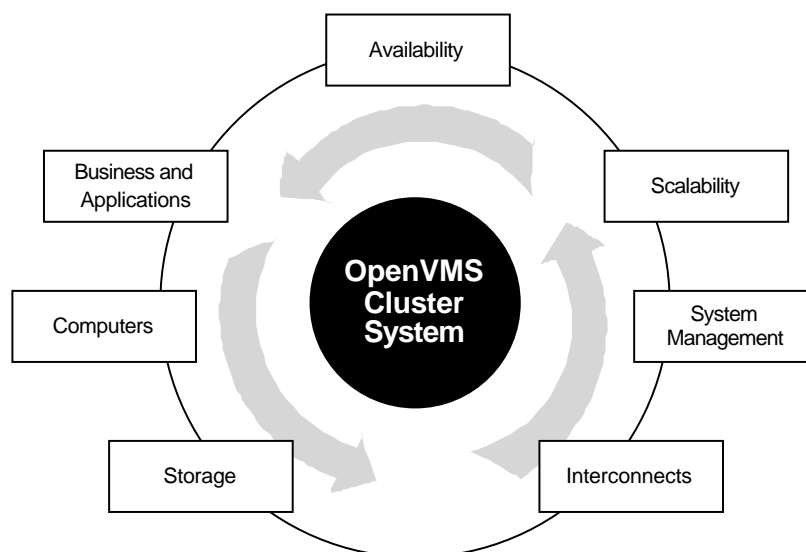 Availability
Business and
Applications
Scalability
OpenVMS
Cluster
System
Computers
System
Management
Storage
Interconnects